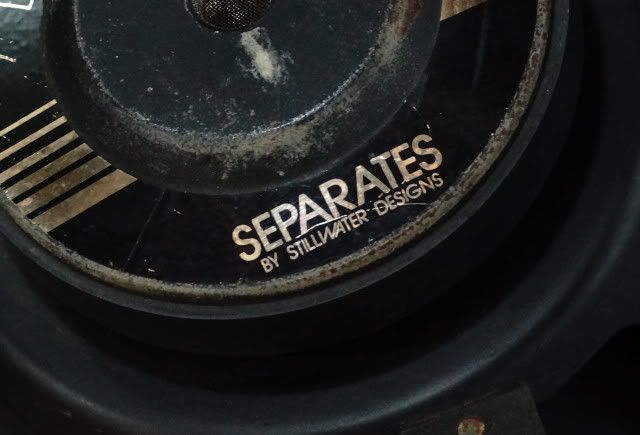 SEPARATES
BY STILLWATER DESIGNS